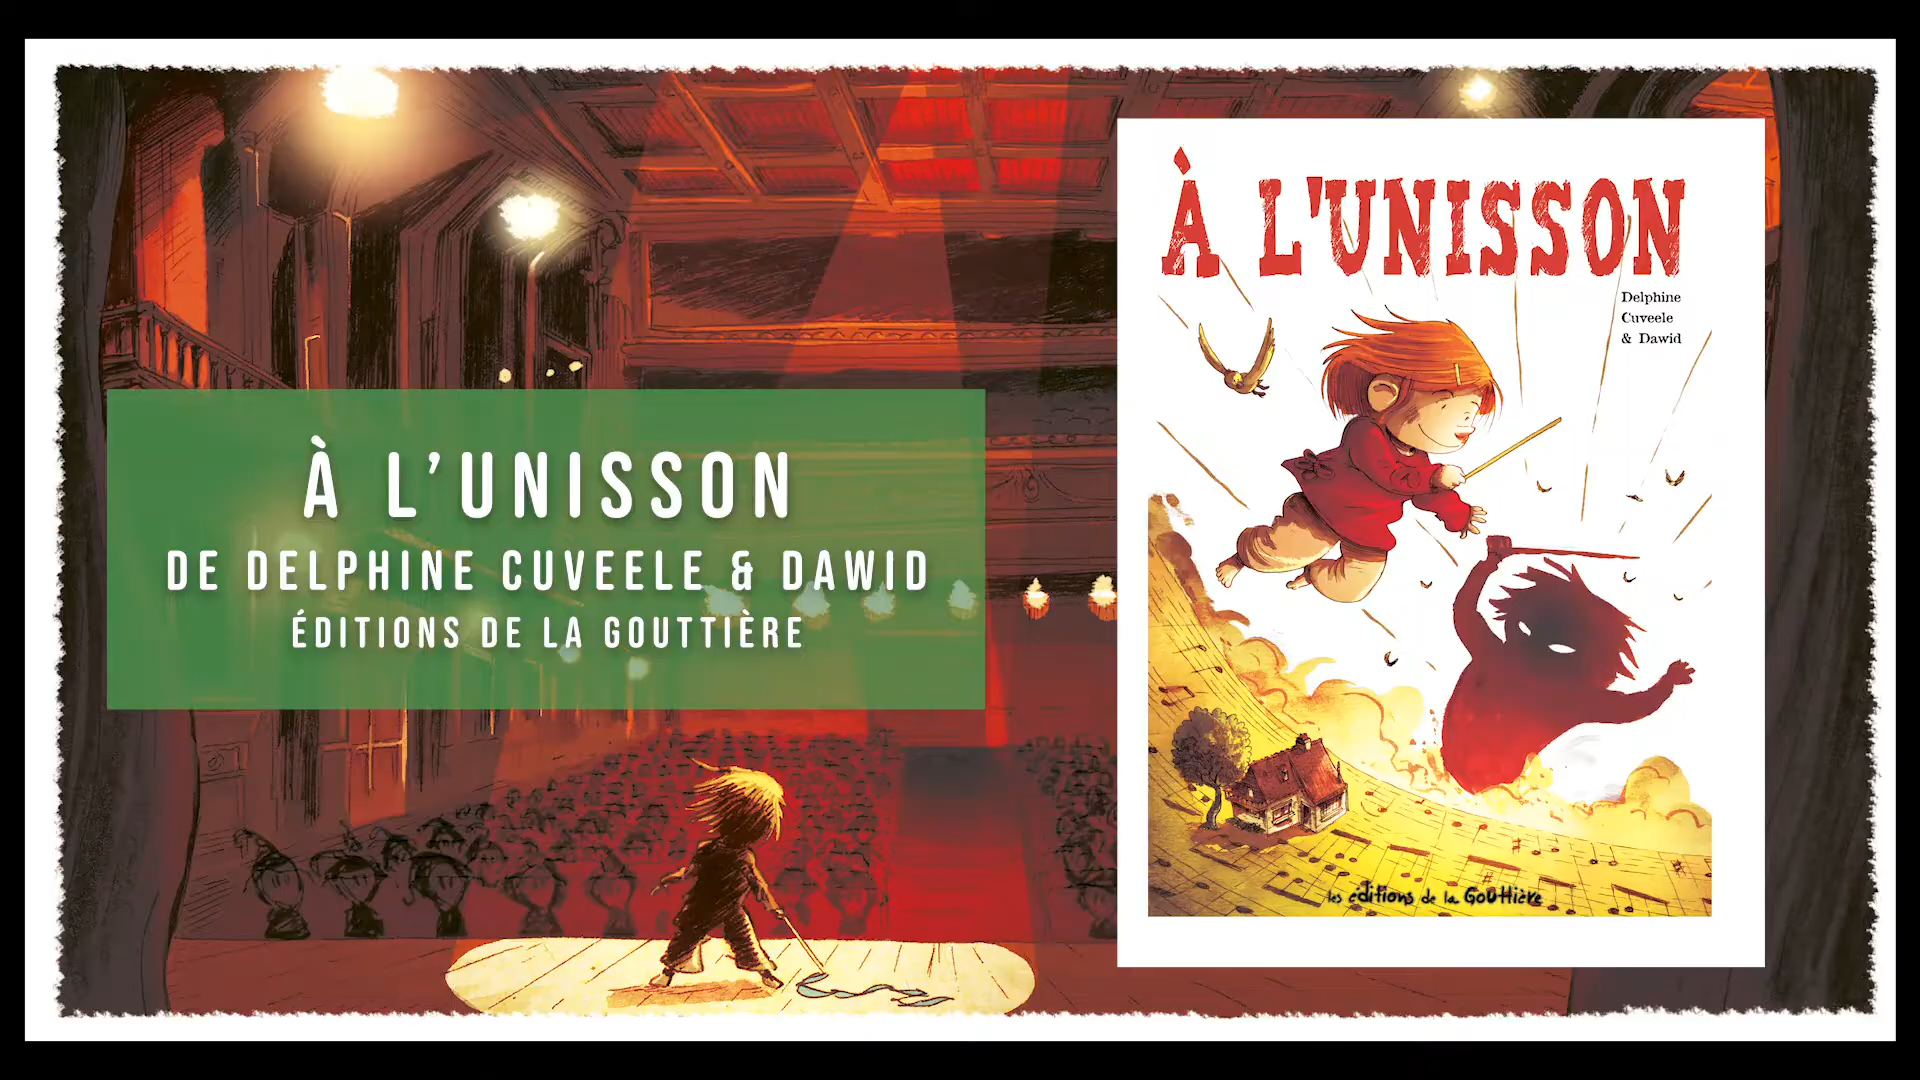 À L’UNISSON
DE DELPHINE CUVEELE & DAWID
ÉDITIONS DE LA GOUTTIÈRE
À L'UNISSON
Delphine
Cuveele
& Dawid
les éditions de la Gouttière